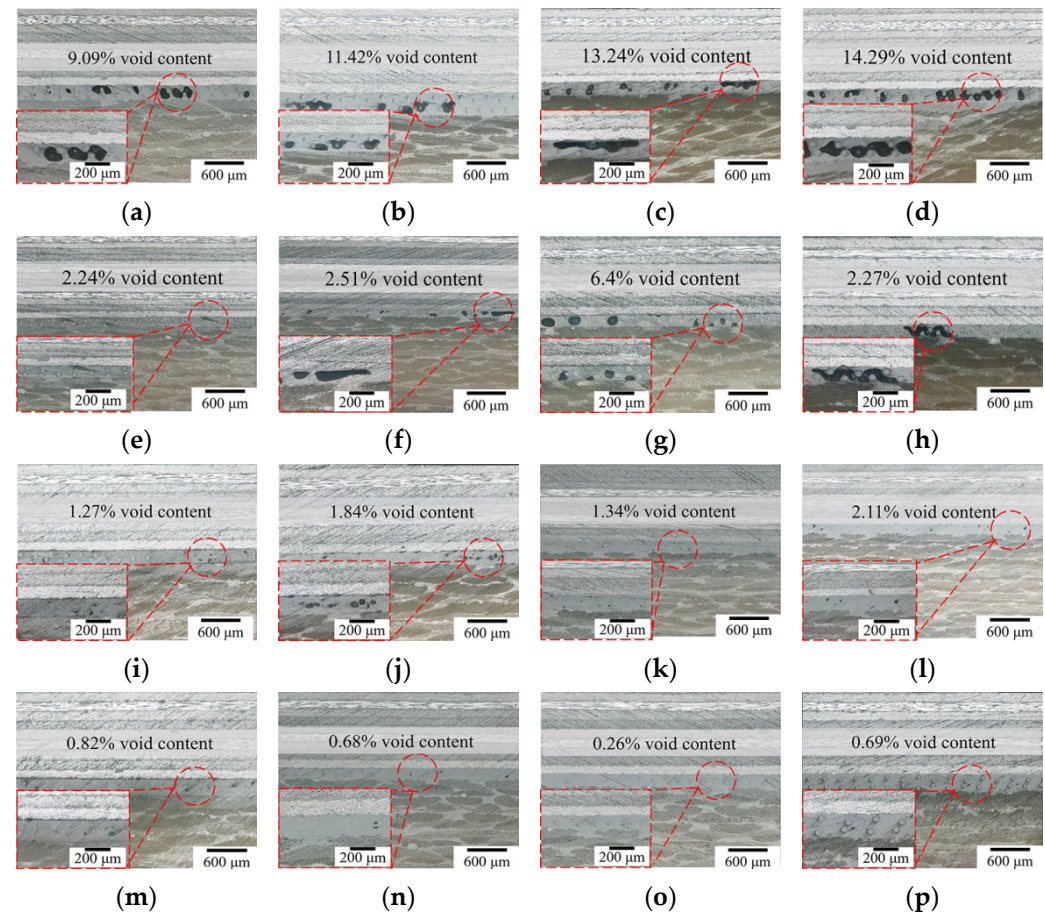 9.09% void content
200 μm
600 μm
(a)
11.42% void content
200 μm
600 μm
(b)
13.24% void content
200 μm
600 μm
(c)
14.29% void content
200 μm
600 μm
(d)
2.24% void content
200 μm
600 μm
(e)
2.51% void content
200 μm
600 μm
(f)
6.4% void content
200 μm
600 μm
(g)
2.27% void content
200 μm
600 μm
(h)
1.27% void content
200 μm
600 μm
(i)
1.84% void content
200 μm
600 μm
(j)
1.34% void content
200 μm
600 μm
(k)
2.11% void content
200 μm
600 μm
(l)
0.82% void content
200 μm
600 μm
(m)
0.68% void content
200 μm
600 μm
(n)
0.26% void content
200 μm
600 μm
(o)
0.69% void content
200 μm
600 μm
(p)